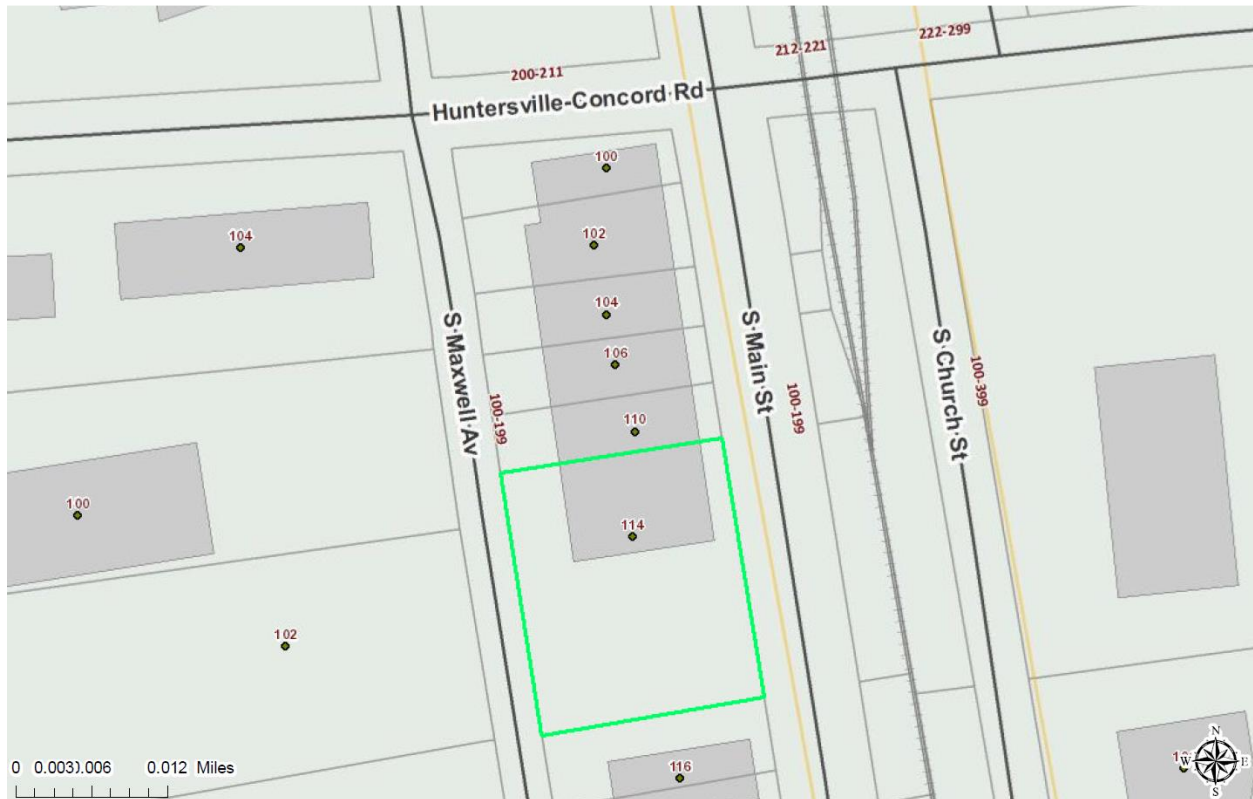 222-299
212-221
200-211
Huntersville-Concord Rd
100
104
102
104
106
110
S Maxwell Av
100-199
S Main St
100-199
S Church St
100-399
100
114
102
116
0 0.003 0.006 0.012 Miles
N
W E
S